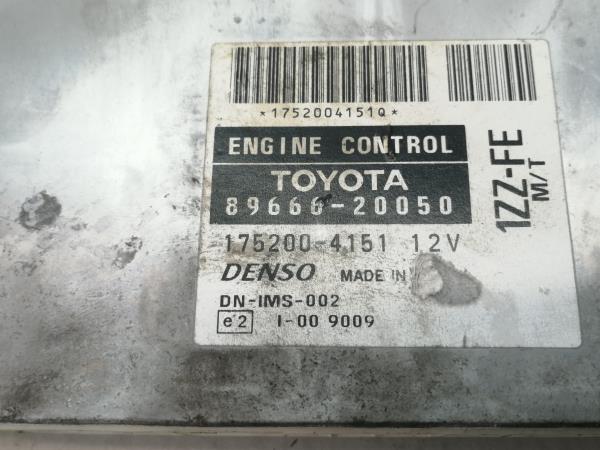 *1752004151Q*
ENGINE CONTROL
TOYOTA
89666-20050
175200-4151 12V
DENSO MADE IN
DN-IMS-002
e2 I-00 9009
1ZZ-FE
M/T